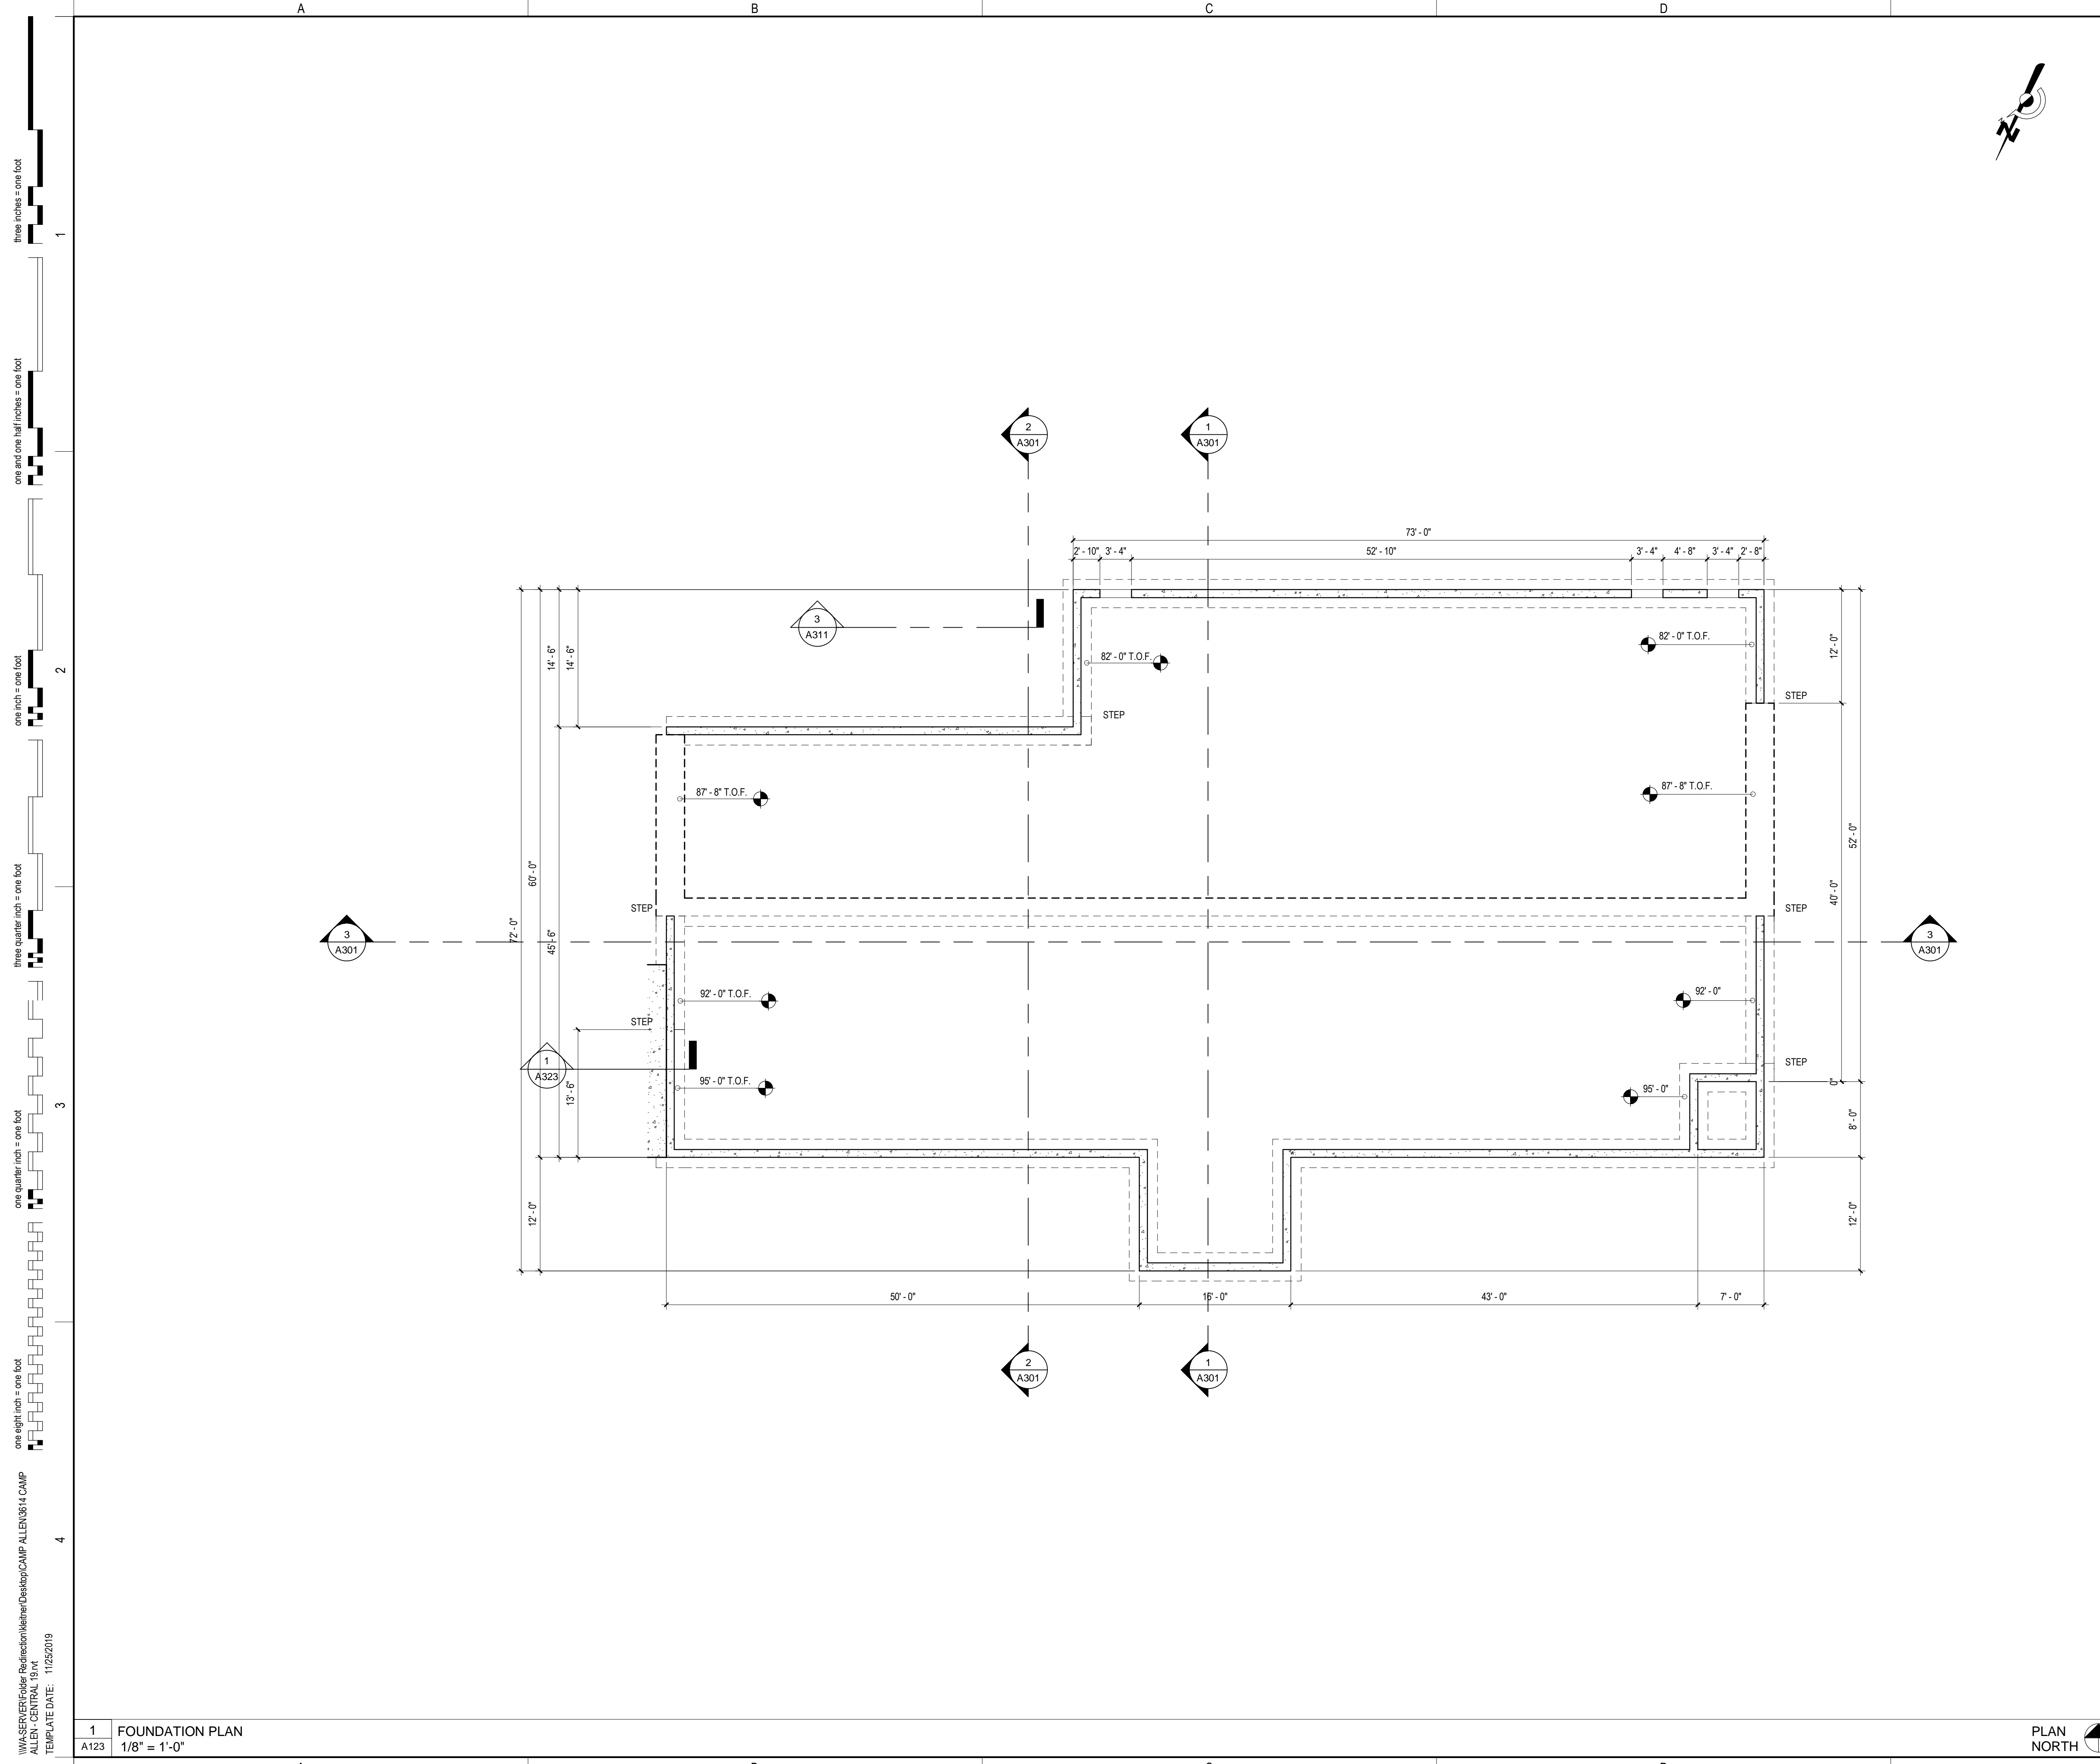 A
B
C
D
three inches = one foot
one and one half inches = one foot
one inch = one foot
three quarter inch = one foot
one quarter inch = one foot
one eight inch = one foot
1
2
3
4
N
2
A301
1
A301
73' - 0"
2' - 10"
3' - 4"
52' - 10"
3' - 4"
4' - 8"
3' - 4"
2' - 8"
3
A311
14' - 6"
14' - 6"
82' - 0" T.O.F.
82' - 0" T.O.F.
12' - 0"
STEP
STEP
87' - 8" T.O.F.
87' - 8" T.O.F.
60' - 0"
52' - 0"
40' - 0"
STEP
STEP
72' - 0"
45' - 6"
3
A301
3
A301
92' - 0" T.O.F.
92' - 0"
STEP
STEP
1
A323
13' - 6"
95' - 0" T.O.F.
95' - 0"
0"
8' - 0"
12' - 0"
12' - 0"
50' - 0"
16' - 0"
43' - 0"
7' - 0"
2
A301
1
A301
\\WA-SERVER\Folder Redirection\kleitner\Desktop\CAMP ALLEN\3614 CAMP
ALLEN - CENTRAL 19.rvt
TEMPLATE DATE: 11/25/2019
1
A123
FOUNDATION PLAN
1/8" = 1'-0"
PLAN
NORTH